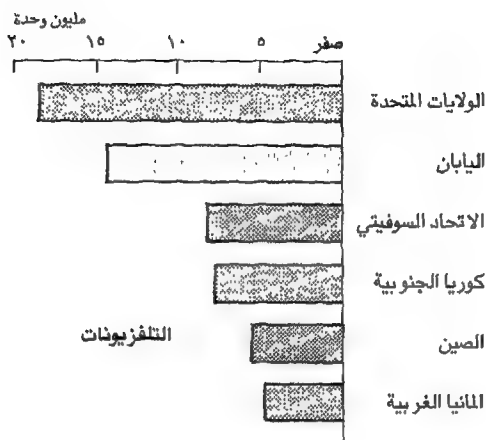 مليون وحدة
صفر ٥ ١٠ ١٥ ٢٠
الولايات المتحدة
اليابان
الاتحاد السوفيتي
كوريا الجنوبية
الصين
التلفزيونات
المانيا الغربية